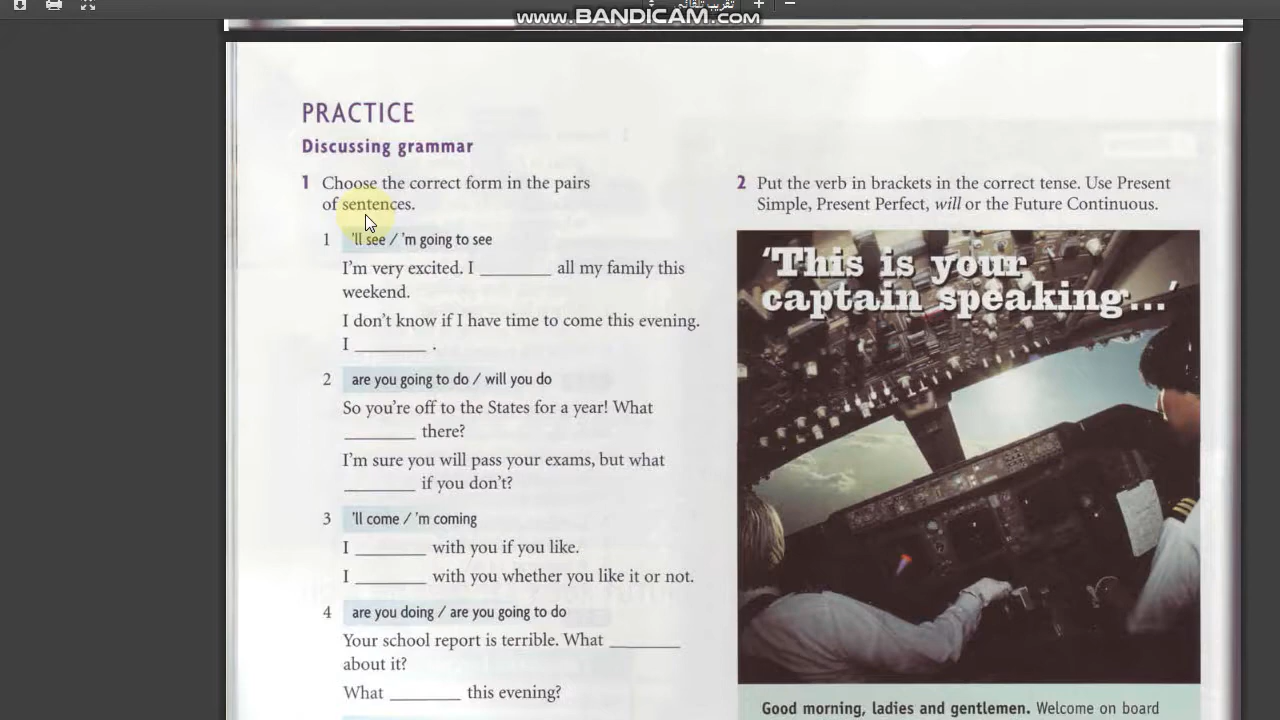 تقريب تلقائي
www.BANDICAM.com
PRACTICE
Discussing grammar
1 Choose the correct form in the pairs
of sentences.
1 'll see / 'm going to see
I'm very excited. I ________ all my family this
weekend.
I don't know if I have time to come this evening.
I ________ .
2 are you going to do / will you do
So you're off to the States for a year! What
________ there?
I'm sure you will pass your exams, but what
________ if you don't?
3 'll come / 'm coming
I ________ with you if you like.
I ________ with you whether you like it or not.
4 are you doing / are you going to do
Your school report is terrible. What ________
about it?
What ________ this evening?
2 Put the verb in brackets in the correct tense. Use Present
Simple, Present Perfect, will or the Future Continuous.
'This is your
captain speaking...'
Good morning, ladies and gentlemen. Welcome on board